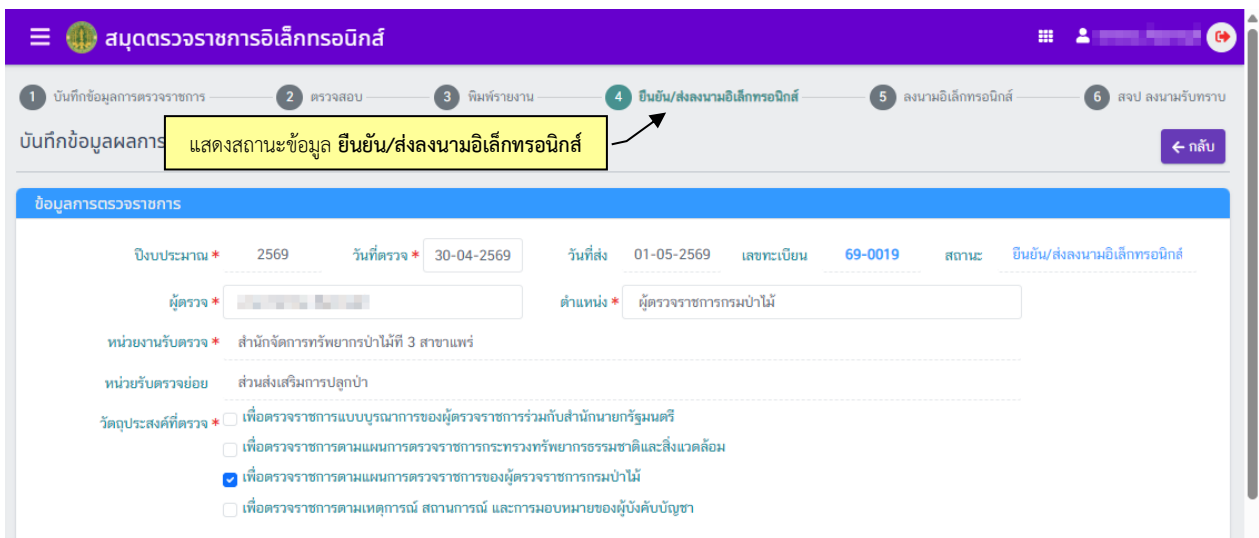 สมุดตรวจราชการอิเล็กทรอนิกส์
1 บันทึกข้อมูลการตรวจราชการ 2 ตรวจสอบ 3 พิมพ์รายงาน 4 ยืนยัน/ส่งลงนามอิเล็กทรอนิกส์ 5 ลงนามอิเล็กทรอนิกส์ 6 สจป ลงนามรับทราบ
บันทึกข้อมูลผลการ
แสดงสถานะข้อมูล ยืนยัน/ส่งลงนามอิเล็กทรอนิกส์
กลับ
ข้อมูลการตรวจราชการ
ปีงบประมาณ * 2569 วันที่ตรวจ * 30-04-2569 วันที่ส่ง 01-05-2569 เลขทะเบียน 69-0019 สถานะ ยืนยัน/ส่งลงนามอิเล็กทรอนิกส์
ผู้ตรวจ * ตำแหน่ง * ผู้ตรวจราชการกรมป่าไม้
หน่วยงานรับตรวจ * สำนักจัดการทรัพยากรป่าไม้ที่ 3 สาขาแพร่
หน่วยรับตรวจย่อย ส่วนส่งเสริมการปลูกป่า
วัตถุประสงค์ที่ตรวจ * เพื่อตรวจราชการแบบบูรณาการของผู้ตรวจราชการร่วมกับสำนักนายกรัฐมนตรี
เพื่อตรวจราชการตามแผนการตรวจราชการกระทรวงทรัพยากรธรรมชาติและสิ่งแวดล้อม
เพื่อตรวจราชการตามแผนการตรวจราชการของผู้ตรวจราชการกรมป่าไม้
เพื่อตรวจราชการตามเหตุการณ์ สถานการณ์ และการมอบหมายของผู้บังคับบัญชา